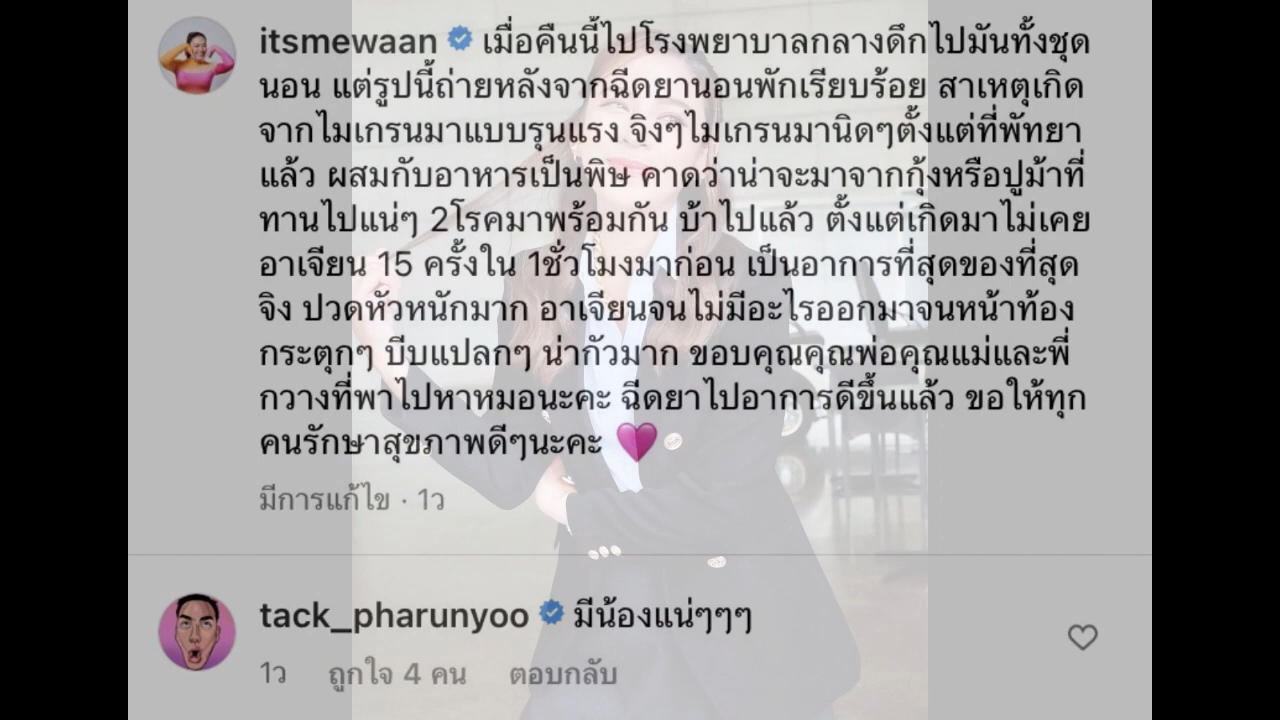 itsmewaan เมื่อคืนนี้ไปโรงพยาบาลกลางดึกไปมันทั้งชุด
นอน แต่รูปนี้ถ่ายหลังจากฉีดยานอนพักเรียบร้อย สาเหตุเกิด
จากไมเกรนมาแบบรุนแรง จิงๆไมเกรนมานิดๆตั้งแต่ที่พัทยา
แล้ว ผสมกับอาหารเป็นพิษ คาดว่าน่าจะมาจากกุ้งหรือปูม้าที่
ทานไปแน่ๆ 2โรคมาพร้อมกัน บ้าไปแล้ว ตั้งแต่เกิดมาไม่เคย
อาเจียน 15 ครั้งใน 1ชั่วโมงมาก่อน เป็นอาการที่สุดของที่สุด
จิง ปวดหัวหนักมาก อาเจียนจนไม่มีอะไรออกมาจนหน้าท้อง
กระตุกๆ บีบแปลกๆ น่ากัวมาก ขอบคุณคุณพ่อคุณแม่และพี่
กวางที่พาไปหาหมอนะคะ ฉีดยาไปอาการดีขึ้นแล้ว ขอให้ทุก
คนรักษาสุขภาพดีๆนะคะ 💜
มีการแก้ไข · 1ว
tack_pharunyoo มีน้องแน่ๆๆๆ
1ว ถูกใจ 4 คน ตอบกลับ